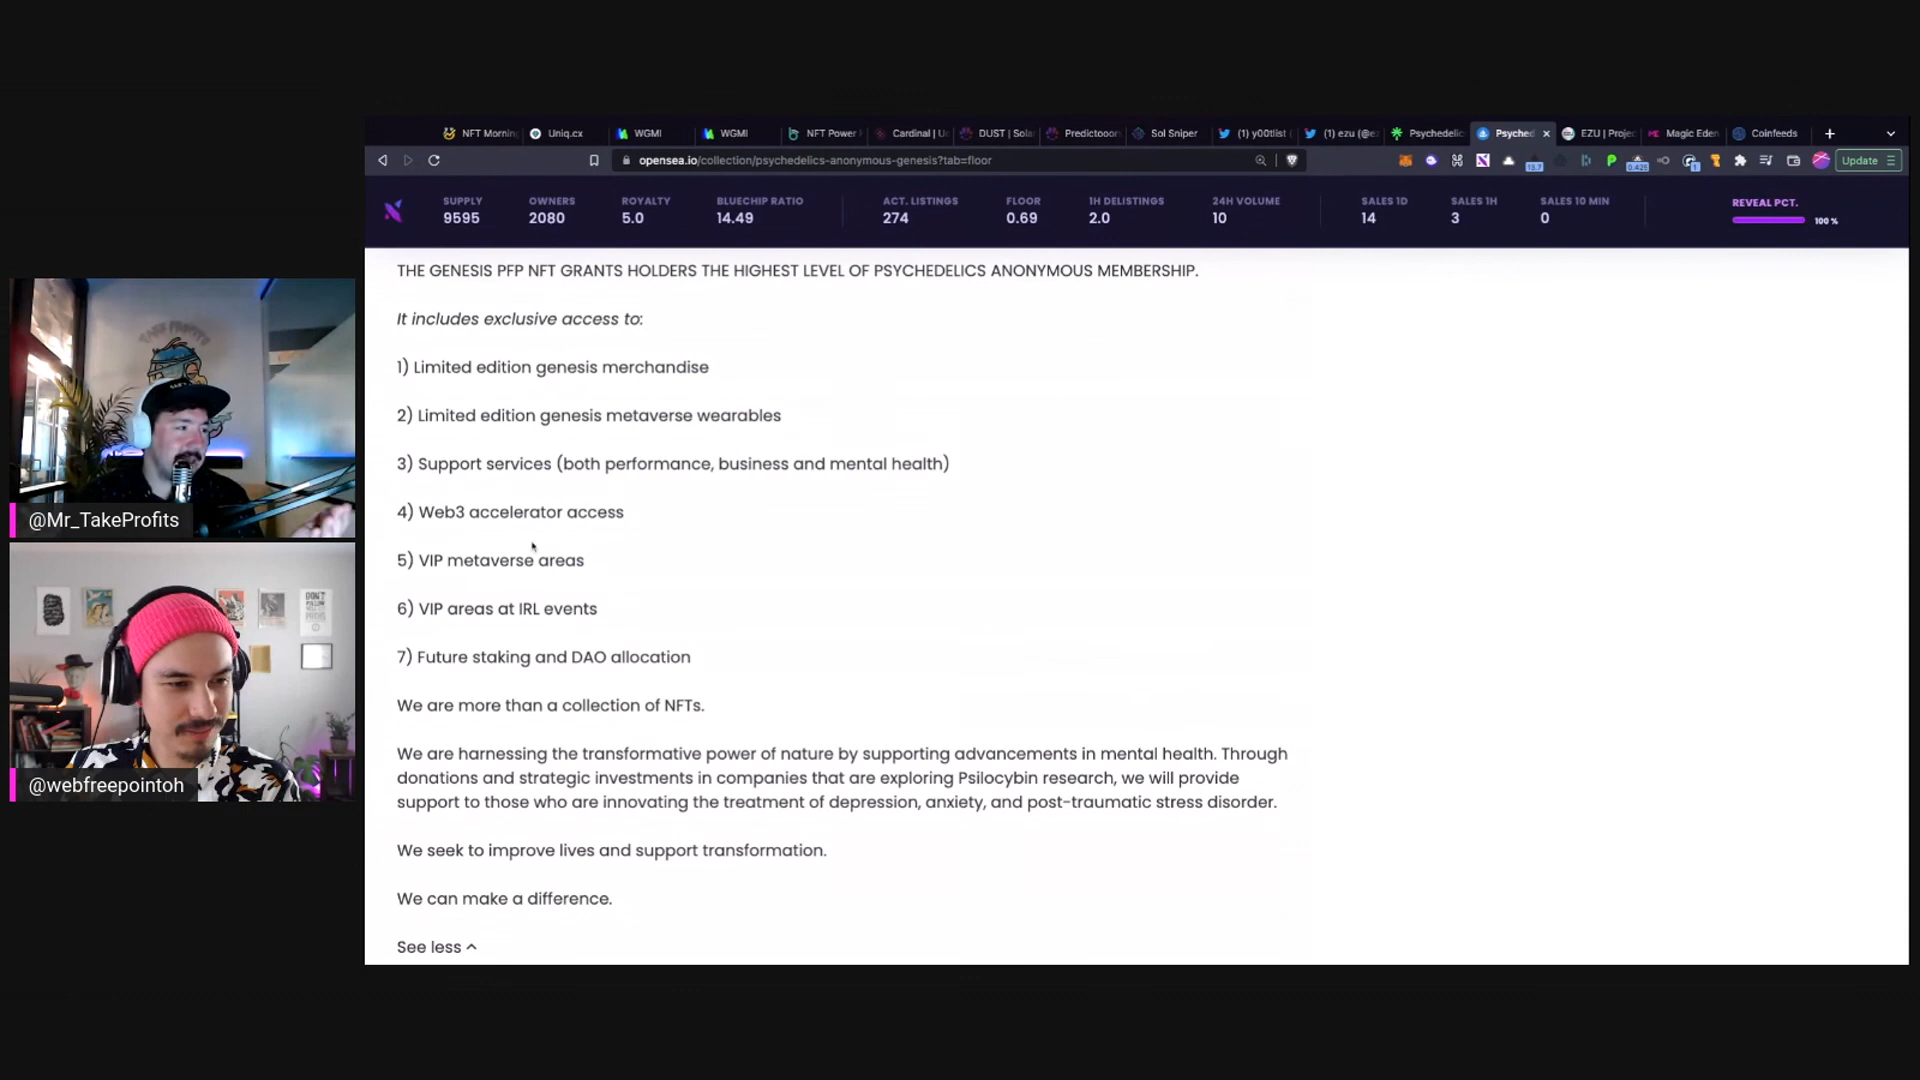 NFT Mornin
Uniq.cx
WGMI
WGMI
NFT Power
Cardinal | U
DUST | Sola
Predictooor
Sol Sniper
(1) y00tlist (
(1) ezu (@e
Psychedelic
Psyched
EZU | Proj
Magic Eden
Coinfeeds
opensea.io/collection/psychedelics-anonymous-genesis?tab=floor
Update
SUPPLY
9595
OWNERS
2080
ROYALTY
5.0
BLUECHIP RATIO
14.49
ACT. LISTINGS
274
FLOOR
0.69
1H DELISTINGS
2.0
24H VOLUME
10
SALES 1D
14
SALES 1H
3
SALES 10 MIN
0
REVEAL PCT.
100 %
THE GENESIS PFP NFT GRANTS HOLDERS THE HIGHEST LEVEL OF PSYCHEDELICS ANONYMOUS MEMBERSHIP.
It includes exclusive access to:
1) Limited edition genesis merchandise
2) Limited edition genesis metaverse wearables
3) Support services (both performance, business and mental health)
4) Web3 accelerator access
5) VIP metaverse areas
6) VIP areas at IRL events
7) Future staking and DAO allocation
We are more than a collection of NFTs.
We are harnessing the transformative power of nature by supporting advancements in mental health. Through
donations and strategic investments in companies that are exploring Psilocybin research, we will provide
support to those who are innovating the treatment of depression, anxiety, and post-traumatic stress disorder.
We seek to improve lives and support transformation.
We can make a difference.
See less
TAKE PROFITS
@Mr_TakeProfits
DON'T
FOLLOW
@webfreepointoh